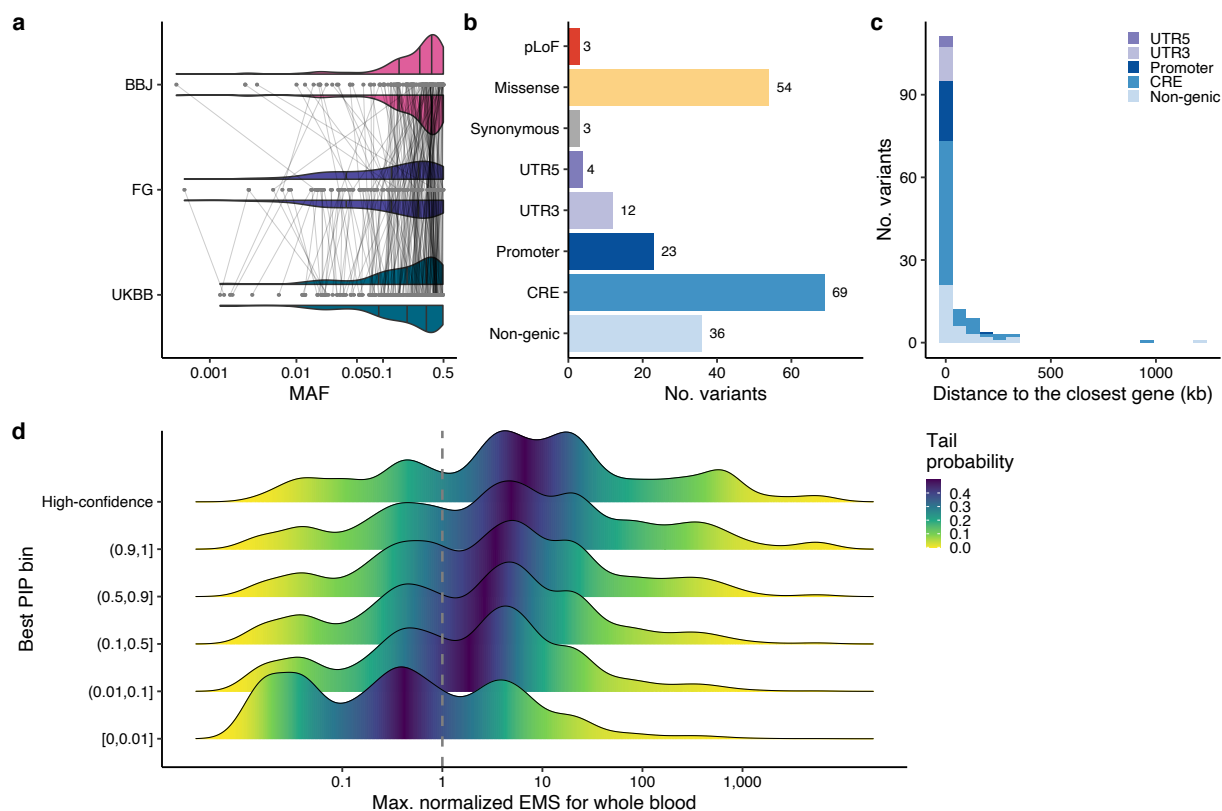 a
BBJ
FG
UKBB
0.001
0.01
0.050.1
0.5
MAF
b
pLoF
Missense
Synonymous
UTR5
UTR3
Promoter
CRE
Non-genic
3
54
3
4
12
23
69
36
0
20
40
60
No. variants
c
UTR5
UTR3
Promoter
CRE
Non-genic
No. variants
90
60
30
0
0
500
1000
Distance to the closest gene (kb)
d
Best PIP bin
High-confidence
(0.9,1]
(0.5,0.9]
(0.1,0.5]
(0.01,0.1]
[0,0.01]
0.1
1
10
100
1,000
Max. normalized EMS for whole blood
Tail
probability
0.4
0.3
0.2
0.1
0.0